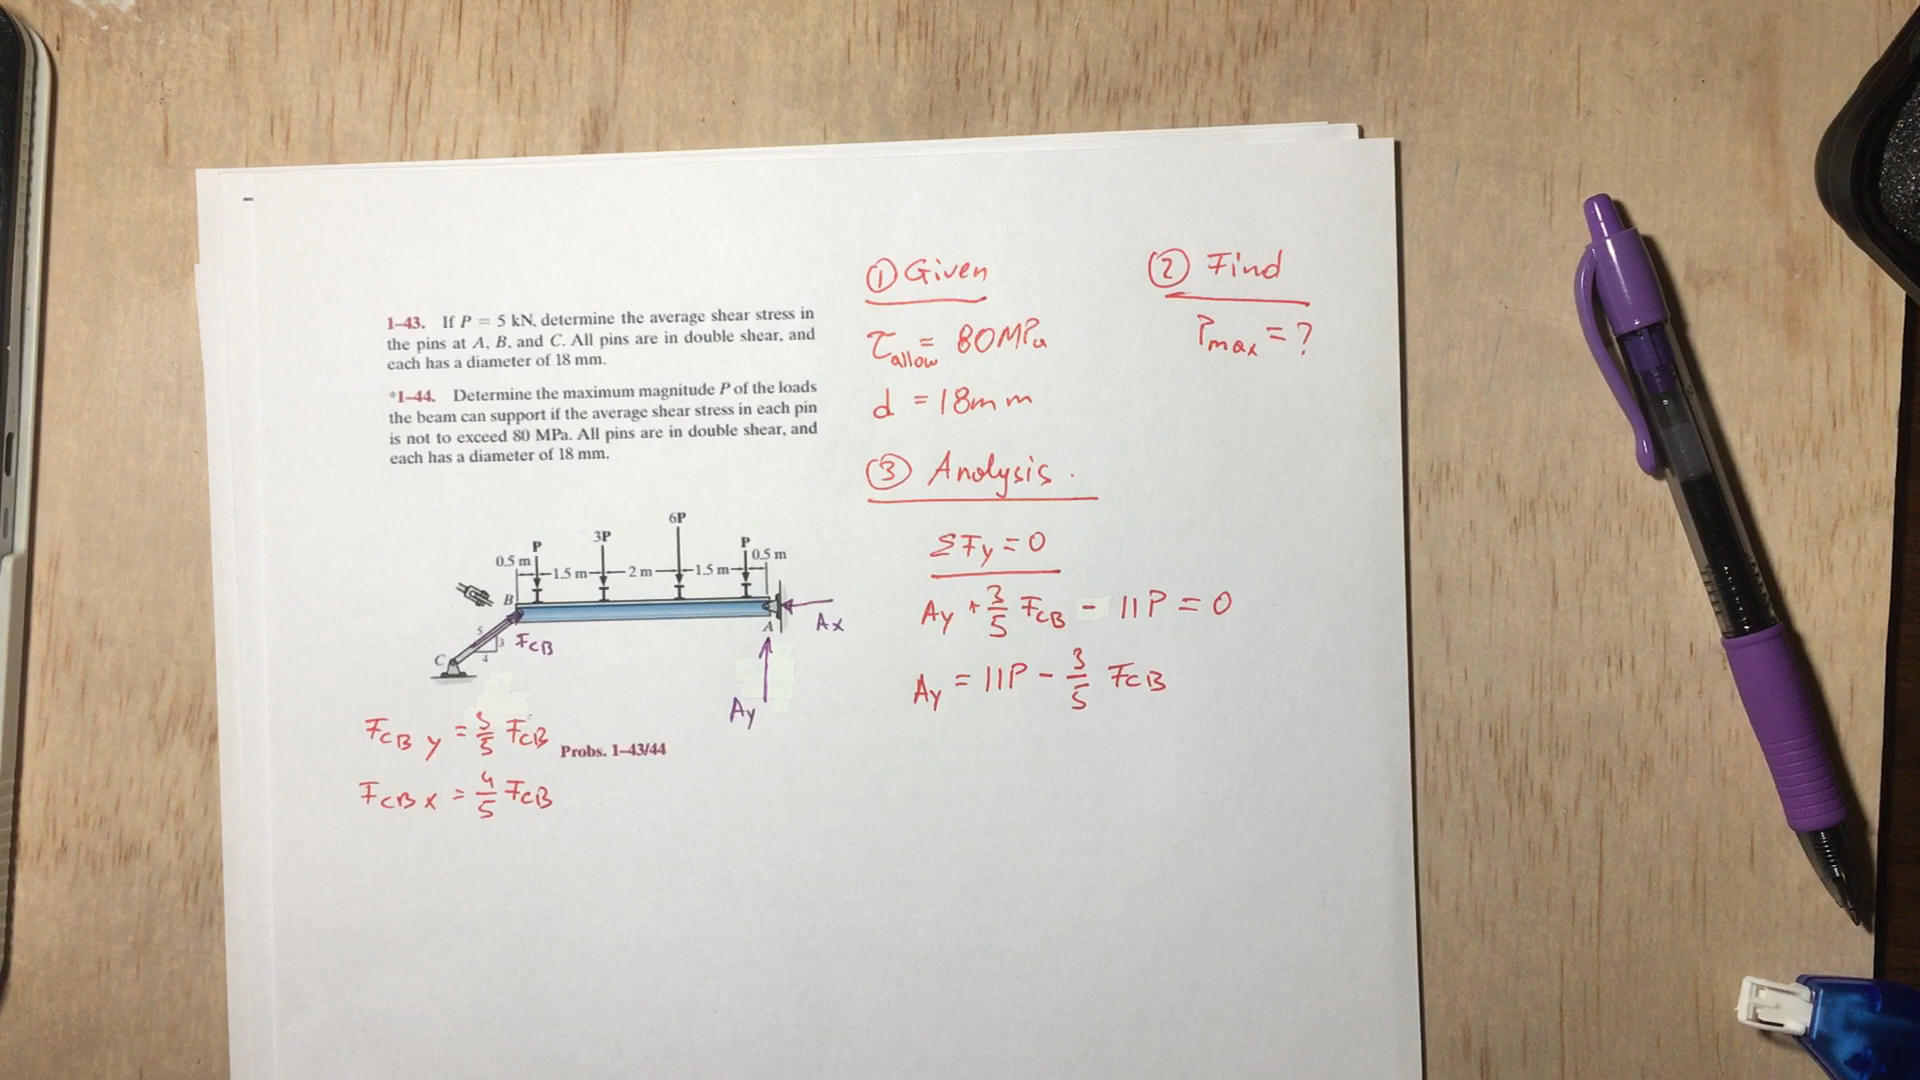 1–43. If P = 5 kN, determine the average shear stress in
the pins at A, B, and C. All pins are in double shear, and
each has a diameter of 18 mm.
*1–44. Determine the maximum magnitude P of the loads
the beam can support if the average shear stress in each pin
is not to exceed 80 MPa. All pins are in double shear, and
each has a diameter of 18 mm.
6P
3P
P
P
0.5 m
0.5 m
1.5 m
2 m
1.5 m
B
A
Ax
5
3
4
FCB
C
Ay
FCB y = 3/5 FCB
Probs. 1–43/44
FCB x = 4/5 FCB
① Given
τallow = 80MPa
d = 18mm
② Find
Pmax = ?
③ Analysis.
ΣFy = 0
Ay + 3/5 FCB - 11P = 0
Ay = 11P - 3/5 FCB